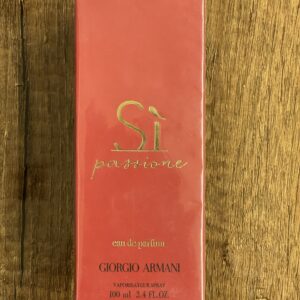 Sì
passione
eau de parfum
GIORGIO ARMANI
VAPORISATEUR SPRAY
100 ml 3.4 FL.OZ.